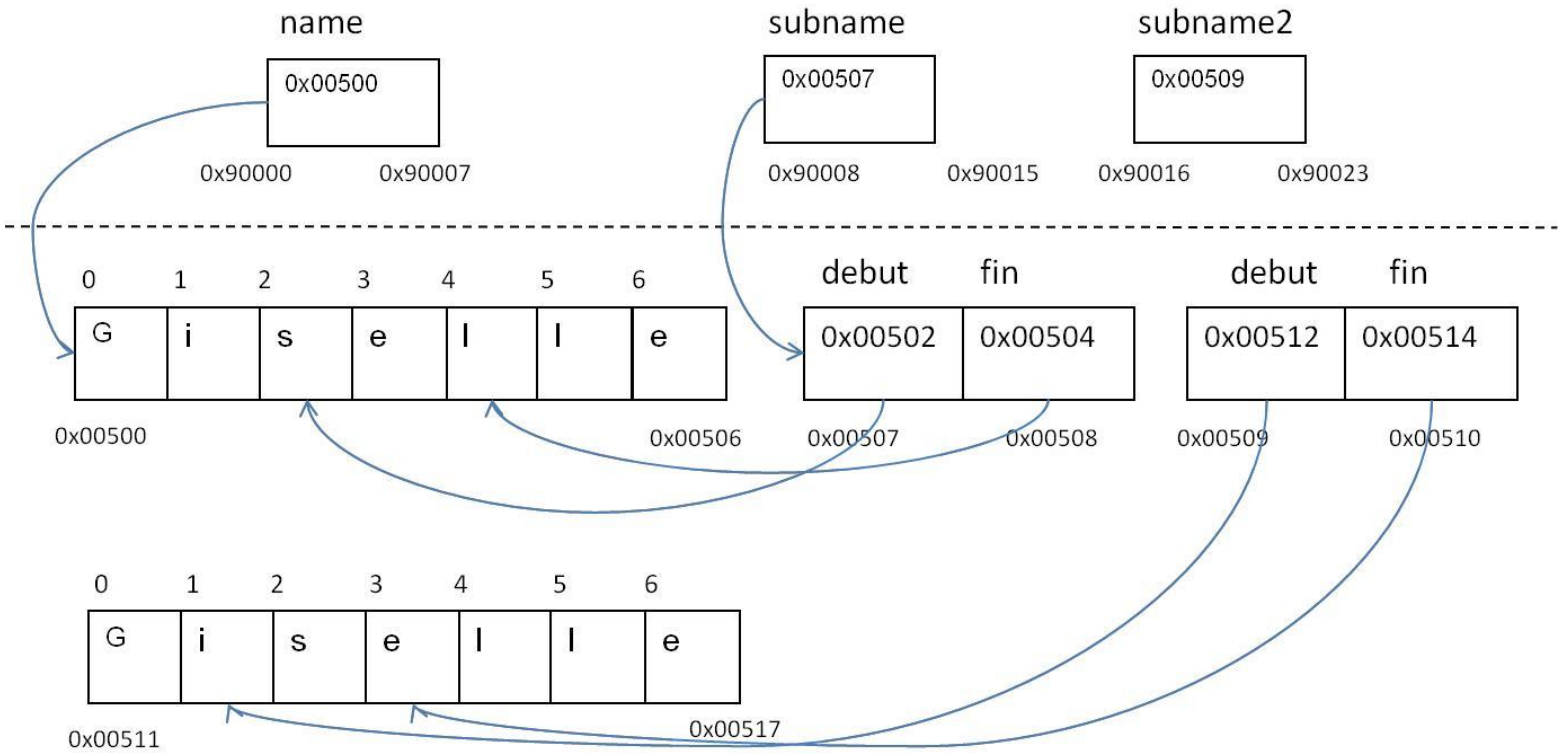 name subname subname2
0x00500 0x00507 0x00509
0x90000 0x90007 0x90008 0x90015 0x90016 0x90023
0 1 2 3 4 5 6 debut fin debut fin
G i s e l l e 0x00502 0x00504 0x00512 0x00514
0x00500 0x00506 0x00507 0x00508 0x00509 0x00510
0 1 2 3 4 5 6
G i s e l l e
0x00511 0x00517